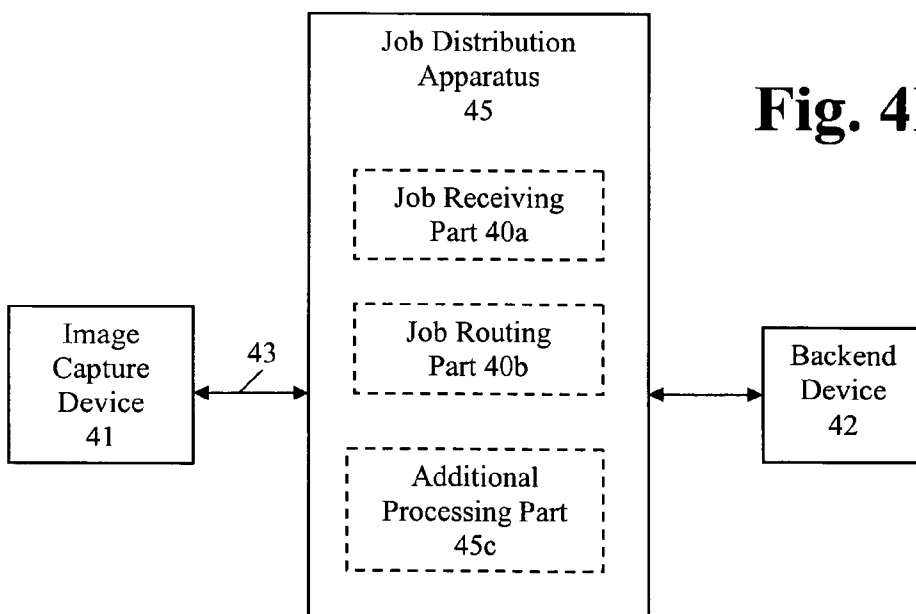 Job Distribution
Apparatus
45
Fig. 4
Job Receiving
Part 40a
Job Routing
Part 40b
Additional
Processing Part
45c
Image
Capture
Device
41
43
Backend
Device
42